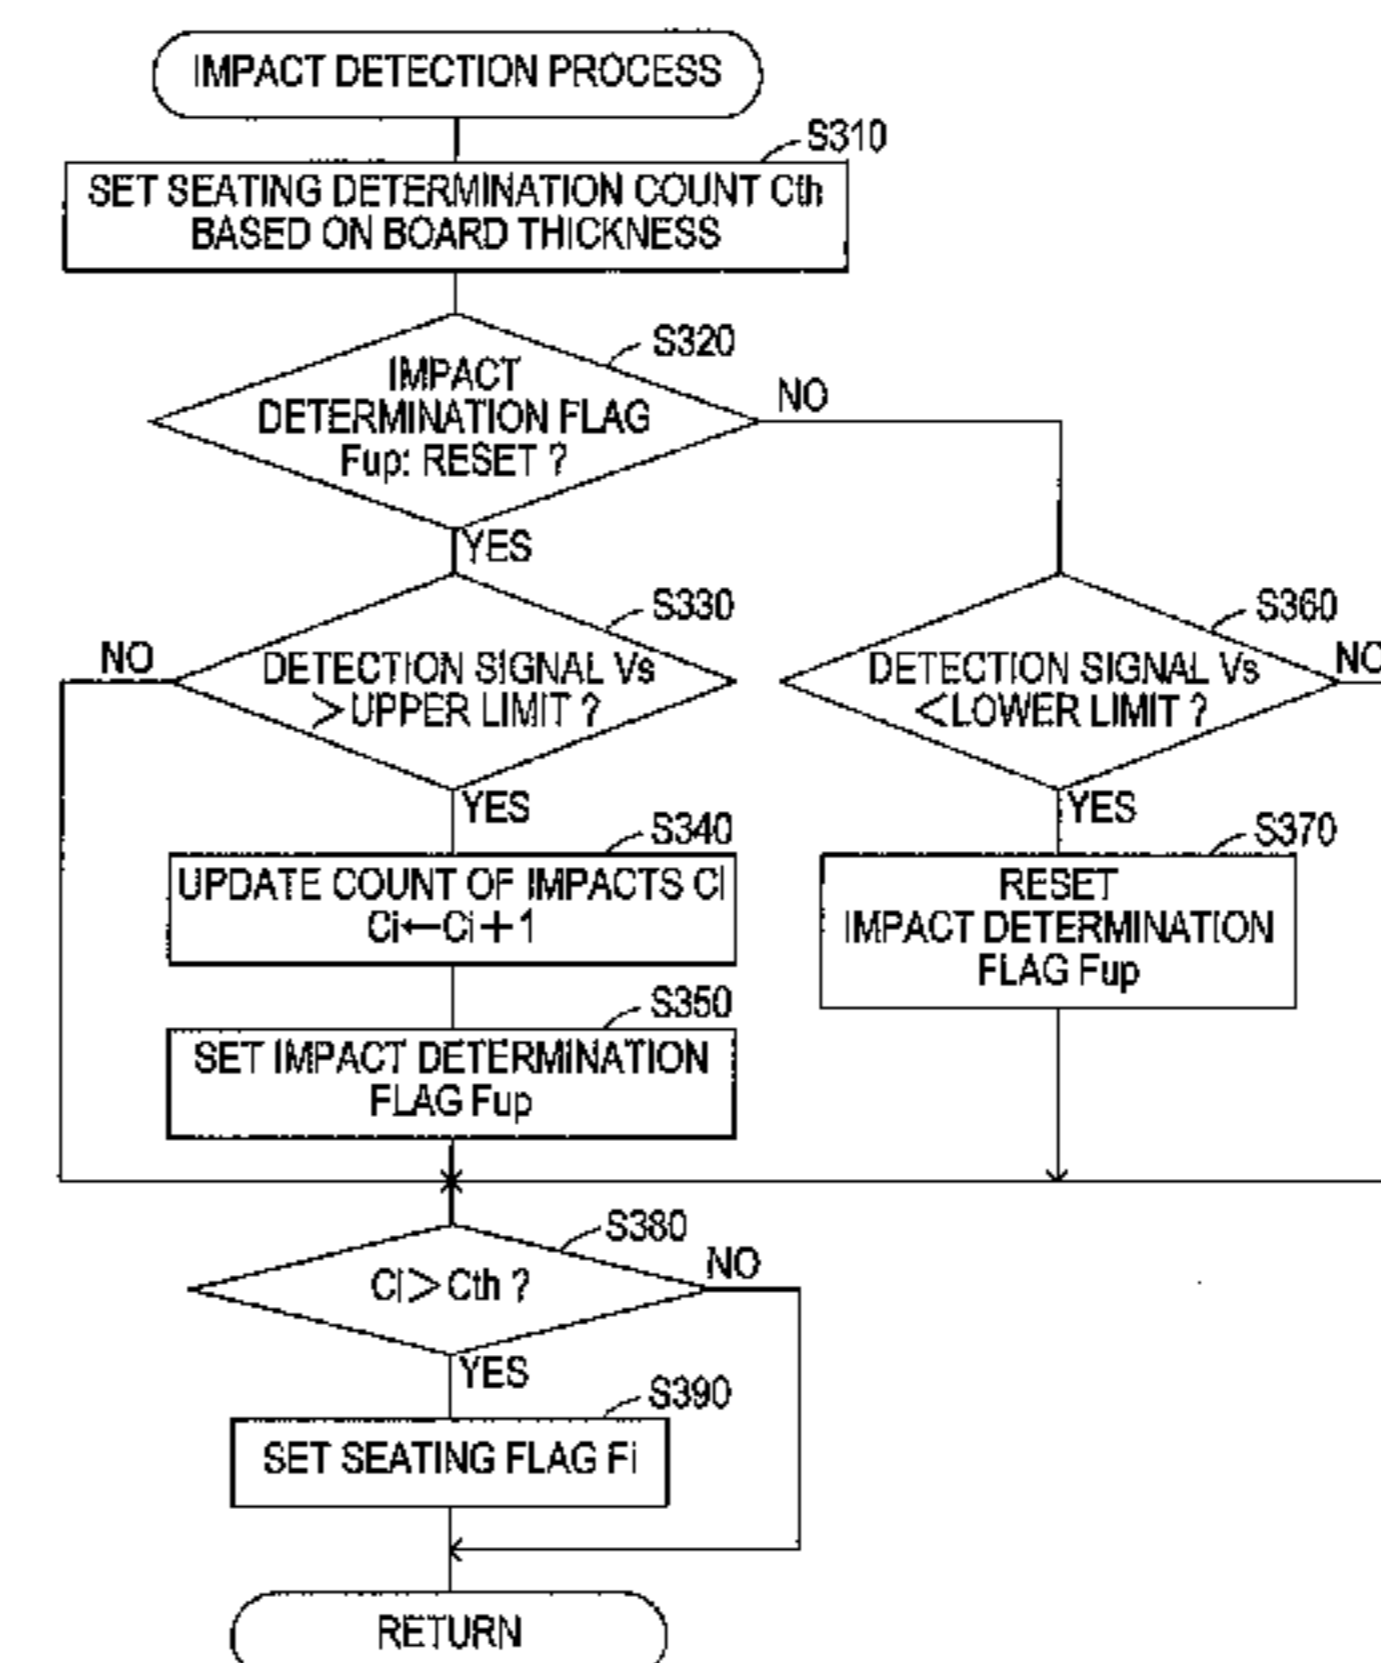 IMPACT DETECTION PROCESS
S310
SET SEATING DETERMINATION COUNT Cth
BASED ON BOARD THICKNESS
S320
IMPACT
DETERMINATION FLAG
Fup: RESET ?
NO
YES
S330
NO
DETECTION SIGNAL Vs
>UPPER LIMIT ?
YES
S360
DETECTION SIGNAL Vs
<LOWER LIMIT ?
NO
YES
S340
UPDATE COUNT OF IMPACTS Ci
Ci←Ci+1
S370
RESET
IMPACT DETERMINATION
FLAG Fup
S350
SET IMPACT DETERMINATION
FLAG Fup
S380
Ci>Cth ?
NO
YES
S390
SET SEATING FLAG Fi
RETURN